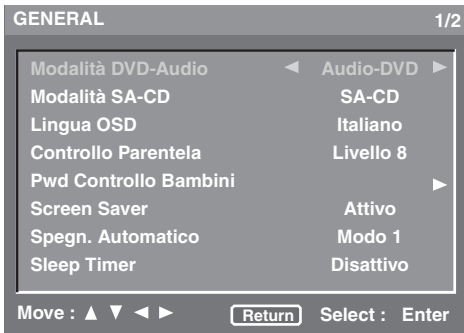 GENERAL 1/2
Modalità DVD-Audio ◄ Audio-DVD ►
Modalità SA-CD SA-CD
Lingua OSD Italiano
Controllo Parentela Livello 8
Pwd Controllo Bambini ►
Screen Saver Attivo
Spegn. Automatico Modo 1
Sleep Timer Disattivo
Move : ▲ ▼ ◄ ► Return Select : Enter